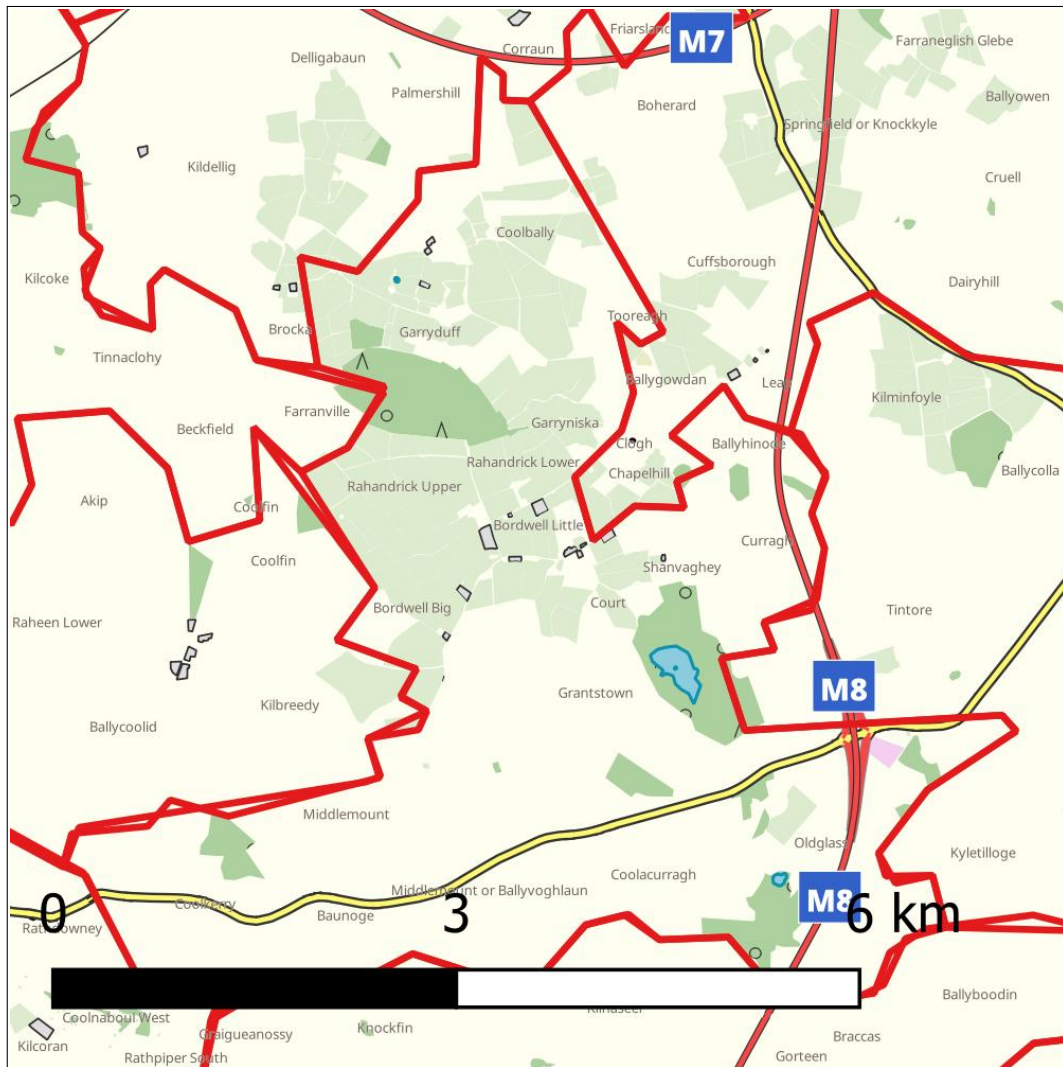 Friarsland
M7
Corraun
Farraneglish Glebe
Delligabaun
Palmershill
Boherard
Ballyowen
Springfield or Knockkyle
Kildellig
Cruell
Coolbally
Cuffsborough
Kilcoke
Dairyhill
Tooreagh
Brocka
Garryduff
Tinnaclohy
Ballygowdan
Leap
Kilminfoyle
Farranville
Beckfield
Garryniska
Clogh
Ballyhinode
Rahandrick Lower
Chapelhill
Ballycolla
Rahandrick Upper
Akip
Coolfin
Bordwell Little
Curragh
Coolfin
Shanvaghey
Bordwell Big
Court
Tintore
Raheen Lower
M8
Grantstown
Kilbreedy
Ballycoolid
Middlemount
Oldglass
Kyletilloge
Coolacurragh
Middlemount or Ballyvoghlaun
M8
Coolkerry
Baunoge
0 3 6 km
Rathdowney
Ballyboodin
Coolnaboul West
Knockfin
Graigueanossy
Kilcoran
Braccas
Rathpiper South
Gorteen